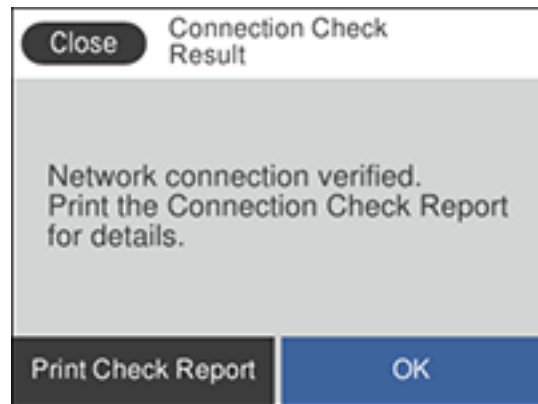 Close
Connection Check
Result
Network connection verified.
Print the Connection Check Report
for details.
Print Check Report
OK